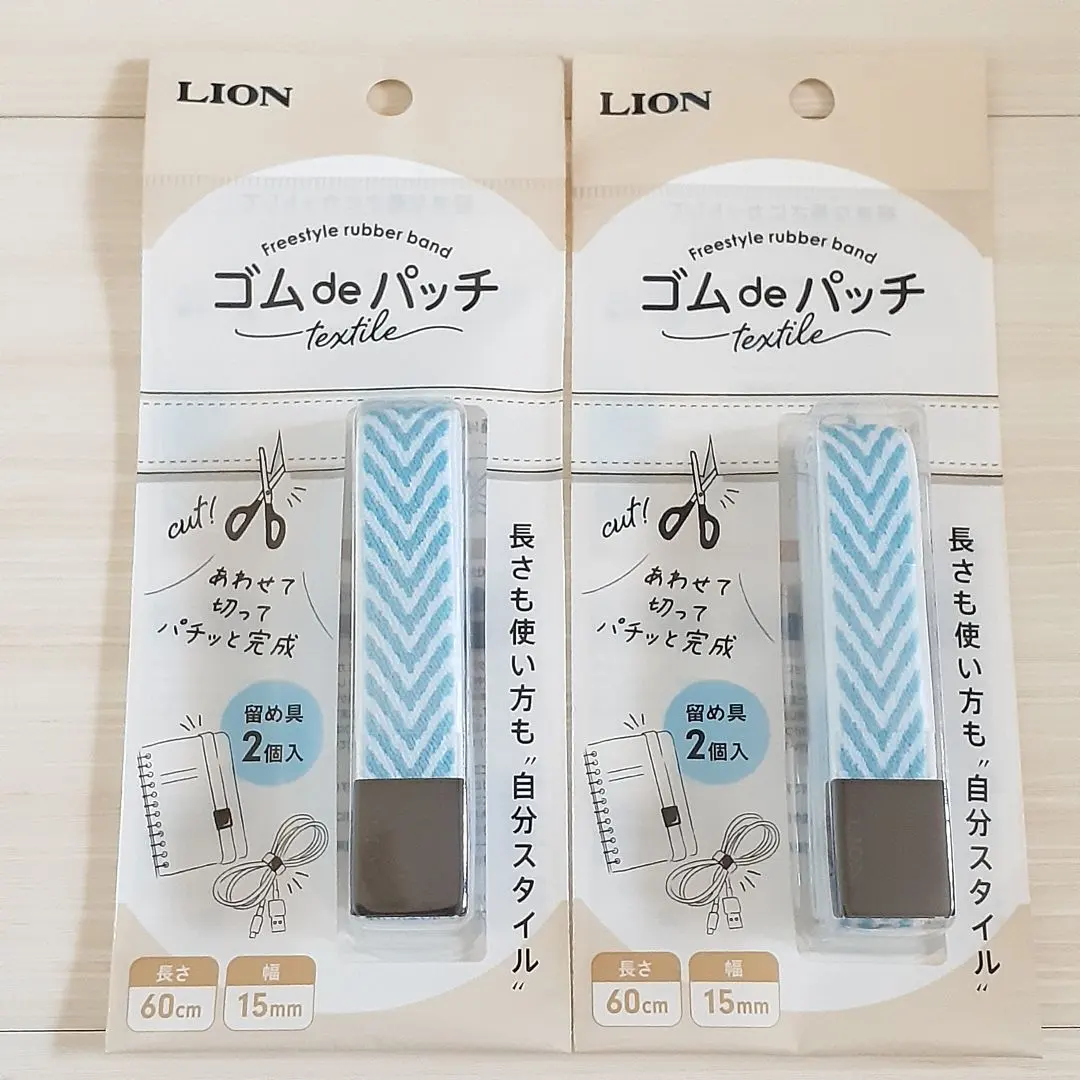 LION
Freestyle rubber band
ゴムdeパッチ
textile
cut!
あわせて
切って
パチッと完成
留め具
2個入
長さも使い方も〝自分スタイル〟
長さ
60cm
幅
15mm
LION
Freestyle rubber band
ゴムdeパッチ
textile
cut!
あわせて
切って
パチッと完成
留め具
2個入
長さも使い方も〝自分スタイル〟
長さ
60cm
幅
15mm